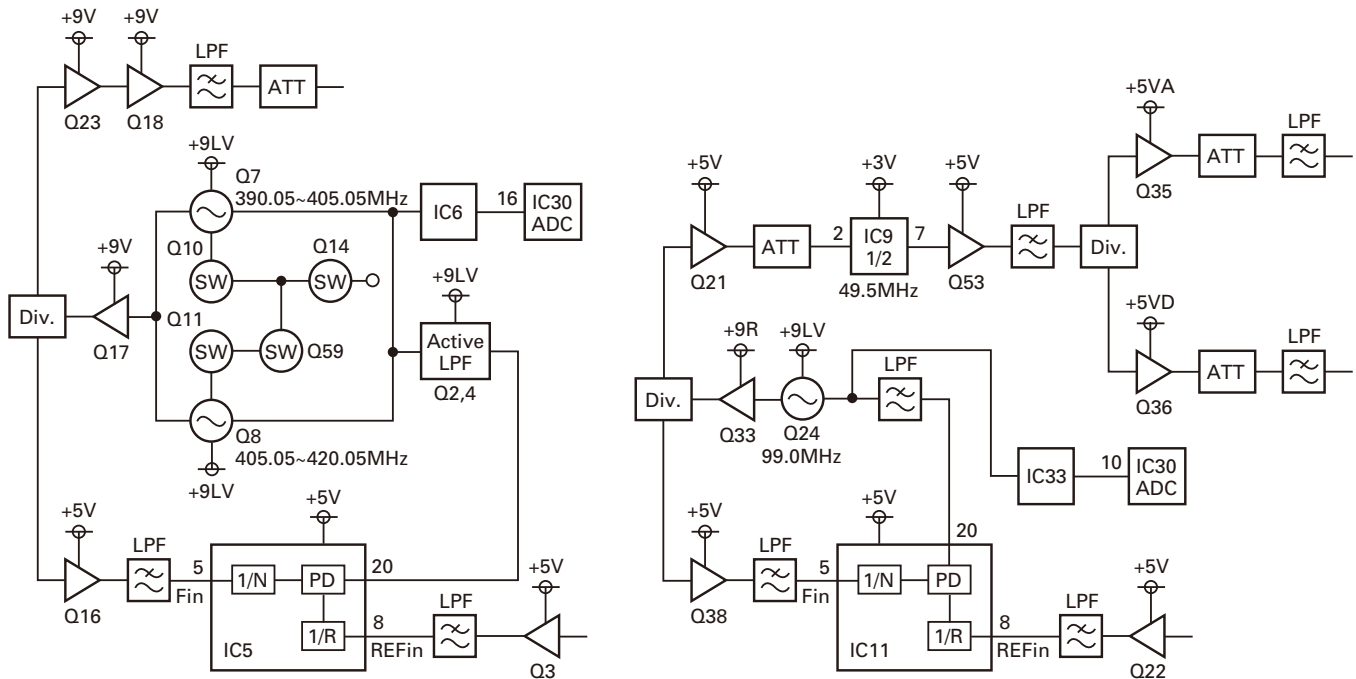 +9V
+9V
LPF
ATT
Q23
Q18
+9LV
Q7
390.05~405.05MHz
IC6
16
IC30
ADC
Q10
Q14
SW
SW
+9V
+9LV
Div.
Q17
Q11
SW
SW
Q59
Active
LPF
Q2,4
Q8
405.05~420.05MHz
+9LV
+5V
LPF
5
Fin
Q16
+5V
1/N
PD
20
1/R
8
REFin
IC5
LPF
+5V
Q3
+5VA
LPF
ATT
Q35
+5V
+3V
+5V
ATT
2
IC9
1/2
7
LPF
Div.
Q21
49.5MHz
Q53
+5VD
LPF
ATT
Q36
+9R
+9LV
LPF
Div.
Q33
Q24
99.0MHz
IC33
10
IC30
ADC
+5V
LPF
5
Fin
Q38
+5V
20
1/N
PD
1/R
8
REFin
IC11
LPF
+5V
Q22